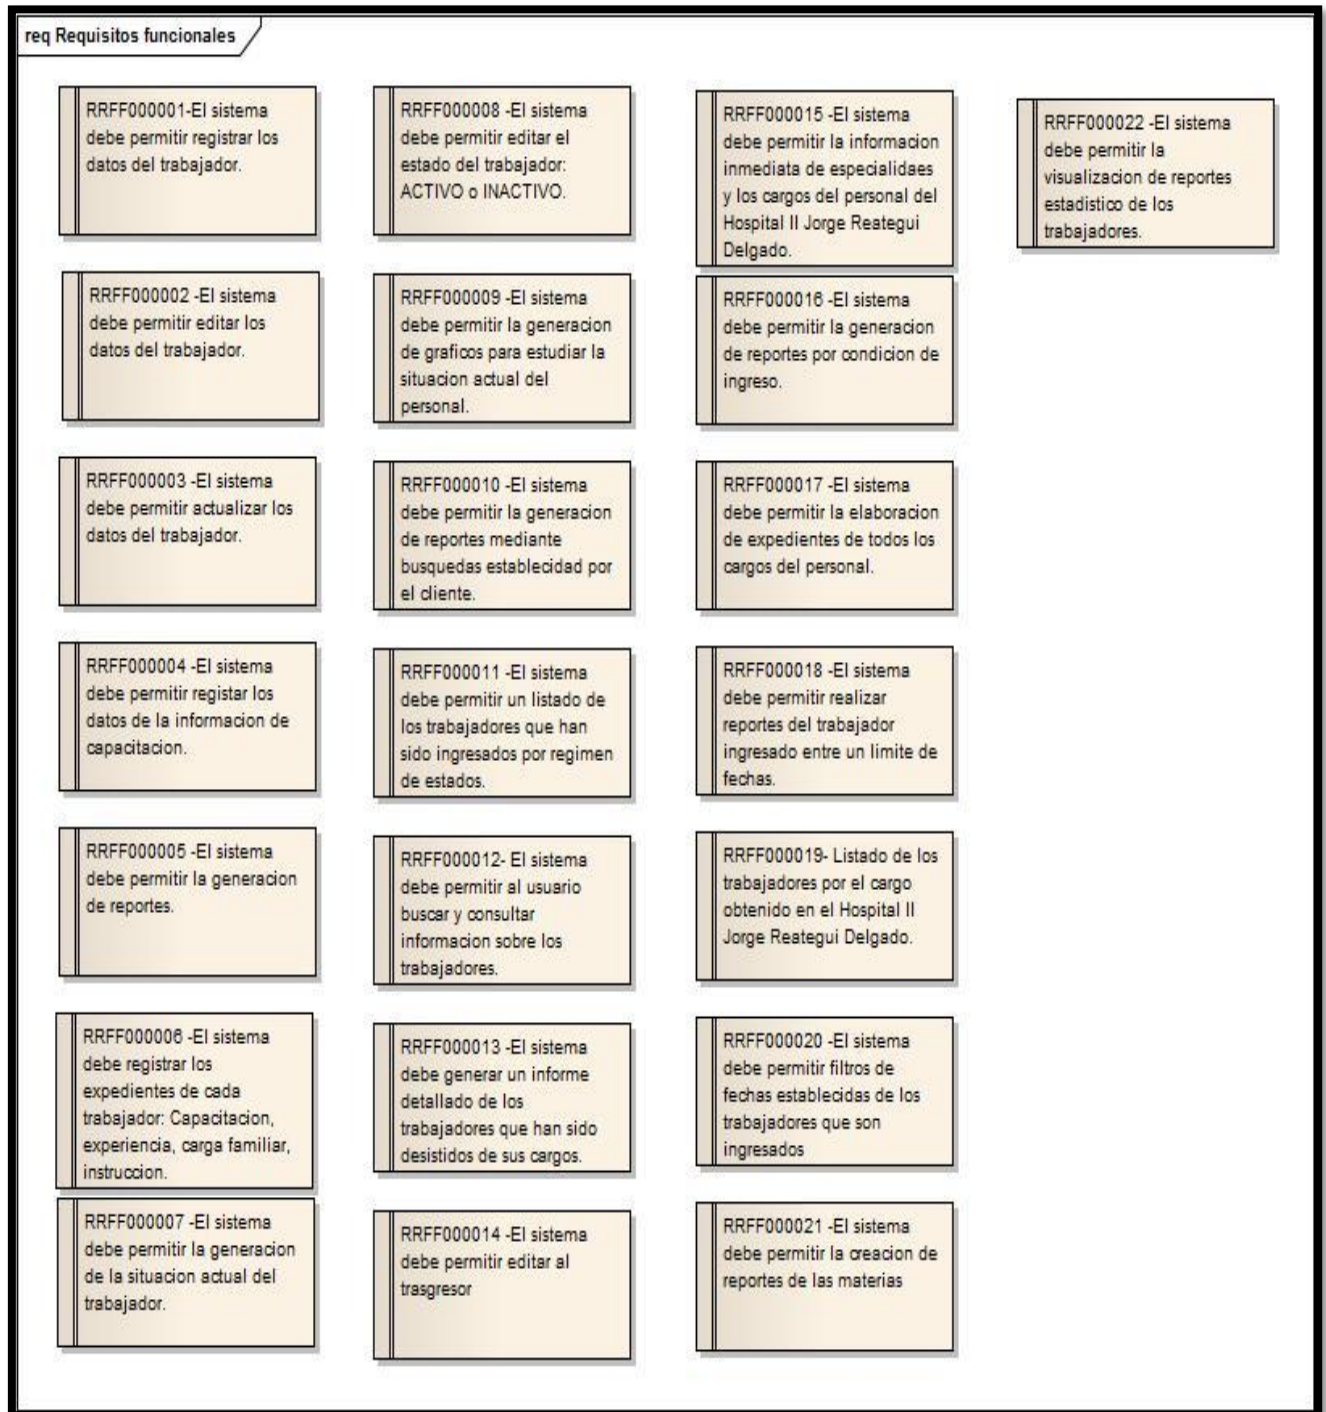 req Requisitos funcionales
RRFF000001-El sistema
debe permitir registrar los
datos del trabajador.
RRFF000002 -El sistema
debe permitir editar los
datos del trabajador.
RRFF000003 -El sistema
debe permitir actualizar los
datos del trabajador.
RRFF000004 -El sistema
debe permitir registar los
datos de la informacion de
capacitacion.
RRFF000005 -El sistema
debe permitir la generacion
de reportes.
RRFF000006 -El sistema
debe registrar los
expedientes de cada
trabajador: Capacitacion,
experiencia, carga familiar,
instruccion.
RRFF000007 -El sistema
debe permitir la generacion
de la situacion actual del
trabajador.
RRFF000008 -El sistema
debe permitir editar el
estado del trabajador:
ACTIVO o INACTIVO.
RRFF000009 -El sistema
debe permitir la generacion
de graficos para estudiar la
situacion actual del
personal.
RRFF000010 -El sistema
debe permitir la generacion
de reportes mediante
busquedas establecidad por
el cliente.
RRFF000011 -El sistema
debe permitir un listado de
los trabajadores que han
sido ingresados por regimen
de estados.
RRFF000012- El sistema
debe permitir al usuario
buscar y consultar
informacion sobre los
trabajadores.
RRFF000013 -El sistema
debe generar un informe
detallado de los
trabajadores que han sido
desistidos de sus cargos.
RRFF000014 -El sistema
debe permitir editar al
trasgresor
RRFF000015 -El sistema
debe permitir la informacion
inmediata de especialidaes
y los cargos del personal del
Hospital II Jorge Reategui
Delgado.
RRFF000016 -El sistema
debe permitir la generacion
de reportes por condicion de
ingreso.
RRFF000017 -El sistema
debe permitir la elaboracion
de expedientes de todos los
cargos del personal.
RRFF000018 -El sistema
debe permitir realizar
reportes del trabajador
ingresado entre un limite de
fechas.
RRFF000019- Listado de los
trabajadores por el cargo
obtenido en el Hospital II
Jorge Reategui Delgado.
RRFF000020 -El sistema
debe permitir filtros de
fechas establecidas de los
trabajadores que son
ingresados
RRFF000021 -El sistema
debe permitir la creacion de
reportes de las materias
RRFF000022 -El sistema
debe permitir la
visualizacion de reportes
estadistico de los
trabajadores.